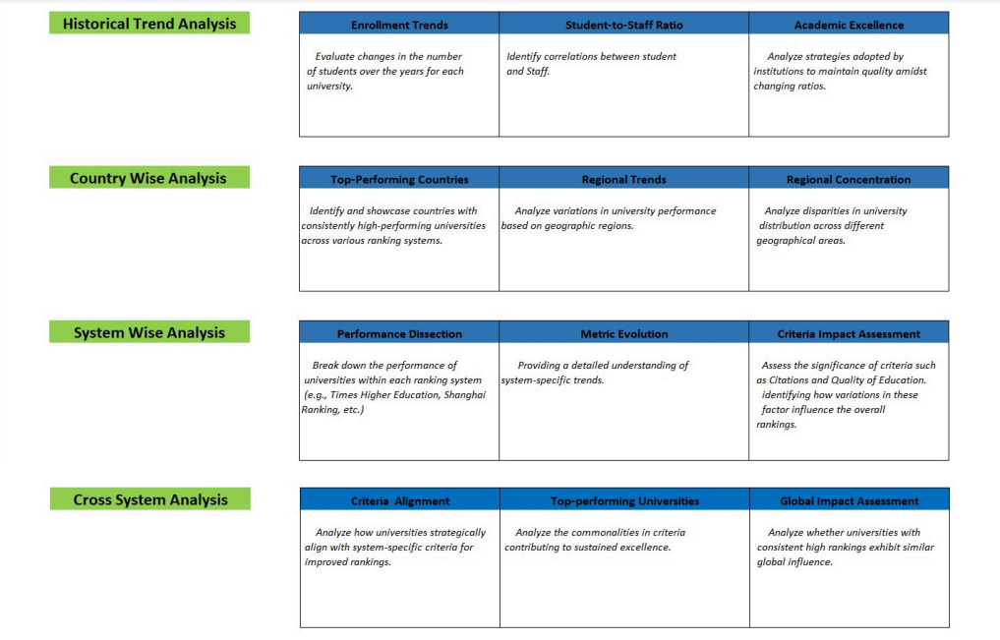 Historical Trend Analysis
Enrollment Trends
Student-to-Staff Ratio
Academic Excellence
Evaluate changes in the number
of students over the years for each
university.
Identify correlations between student
and Staff.
Analyze strategies adopted by
institutions to maintain quality amidst
changing ratios.
Country Wise Analysis
Top-Performing Countries
Regional Trends
Regional Concentration
Identify and showcase countries with
consistently high-performing universities
across various ranking systems.
Analyze variations in university performance
based on geographic regions.
Analyze disparities in university
distribution across different
geographical areas.
System Wise Analysis
Performance Dissection
Metric Evolution
Criteria Impact Assessment
Break down the performance of
universities within each ranking system
(e.g., Times Higher Education, Shanghai
Ranking, etc.)
Providing a detailed understanding of
system-specific trends.
Assess the significance of criteria such
as Citations and Quality of Education.
identifying how variations in these
factor influence the overall
rankings.
Cross System Analysis
Criteria Alignment
Top-performing Universities
Global Impact Assessment
Analyze how universities strategically
align with system-specific criteria for
improved rankings.
Analyze the commonalities in criteria
contributing to sustained excellence.
Analyze whether universities with
consistent high rankings exhibit similar
global influence.